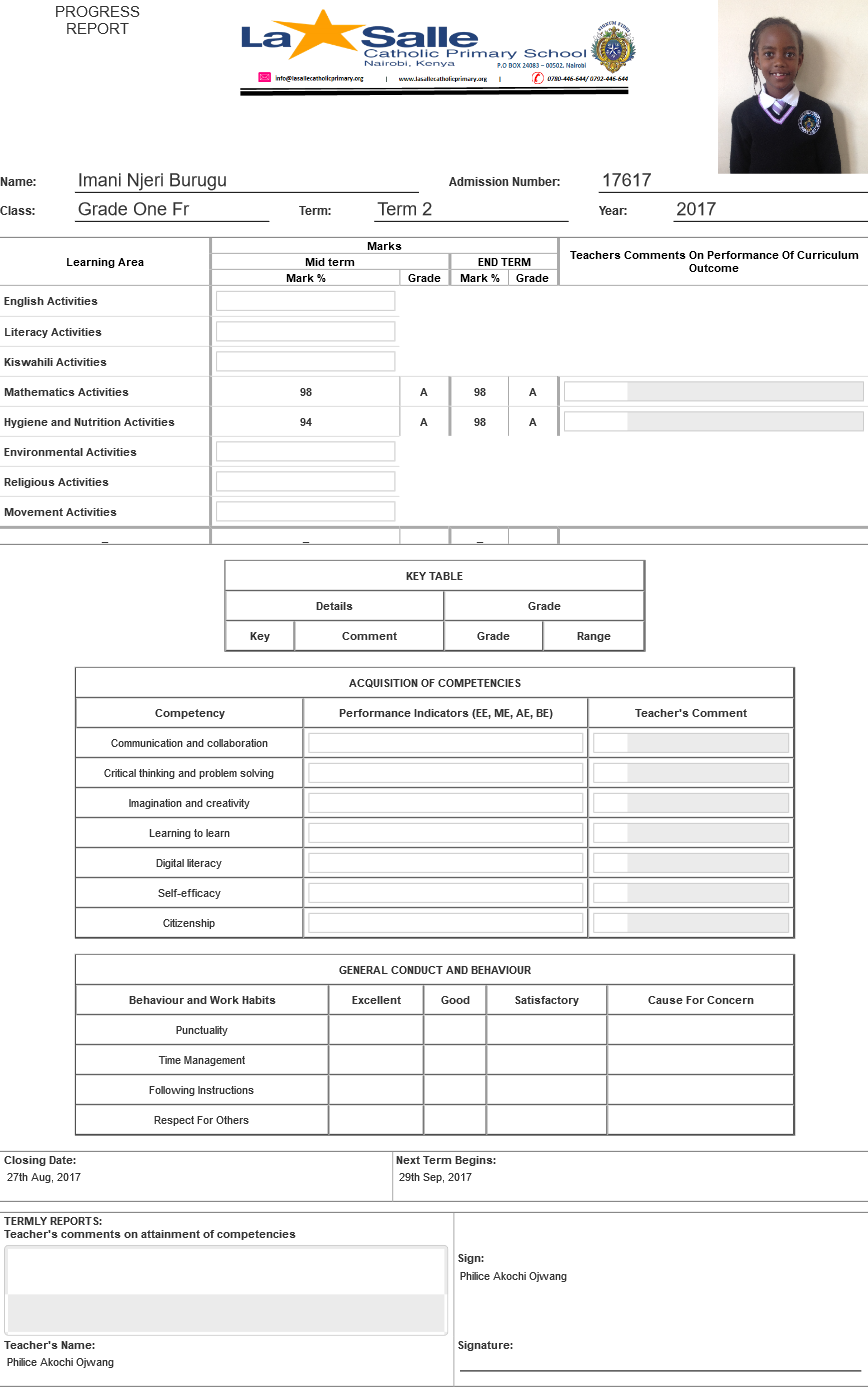 PROGRESS
REPORT
La Salle
Catholic Primary School
Nairobi, Kenya
P.O BOX 24083 – 00502, Nairobi
info@lasallecatholicprimary.org | www.lasallecatholicprimary.org | 0780-446-644/ 0792-446-644
Name: Imani Njeri Burugu Admission Number: 17617
Class: Grade One Fr Term: Term 2 Year: 2017
Marks
Learning Area Mid term END TERM Teachers Comments On Performance Of Curriculum Outcome
Mark % Grade Mark % Grade
English Activities
Literacy Activities
Kiswahili Activities
Mathematics Activities 98 A 98 A
Hygiene and Nutrition Activities 94 A 98 A
Environmental Activities
Religious Activities
Movement Activities
_ _ _
KEY TABLE
Details Grade
Key Comment Grade Range
ACQUISITION OF COMPETENCIES
Competency Performance Indicators (EE, ME, AE, BE) Teacher's Comment
Communication and collaboration
Critical thinking and problem solving
Imagination and creativity
Learning to learn
Digital literacy
Self-efficacy
Citizenship
GENERAL CONDUCT AND BEHAVIOUR
Behaviour and Work Habits Excellent Good Satisfactory Cause For Concern
Punctuality
Time Management
Following Instructions
Respect For Others
Closing Date: Next Term Begins:
27th Aug, 2017 29th Sep, 2017
TERMLY REPORTS:
Teacher's comments on attainment of competencies
Sign:
Philice Akochi Ojwang
Teacher's Name: Signature:
Philice Akochi Ojwang